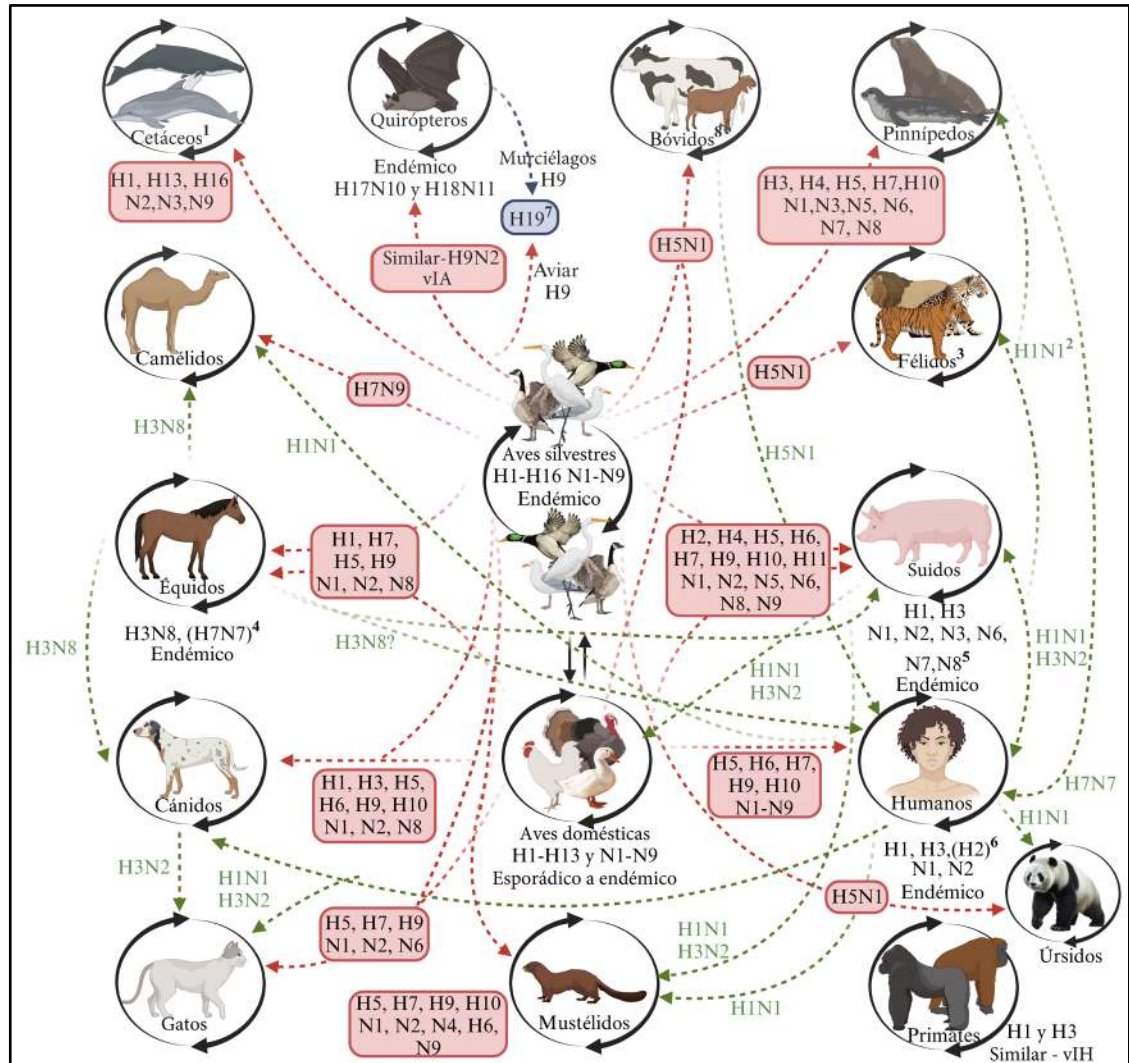 Cetáceos1
H1, H13, H16
N2,N3,N9
Quirópteros
Endémico
H17N10 y H18N11
Murciélagos
H9
H197
Similar-H9N2
vIA
Aviar
H9
Bóvidos8
H5N1
Pinnípedos
H3, H4, H5, H7,H10
N1,N3,N5, N6,
N7, N8
Camélidos
H7N9
H3N8
H1N1
Félidos3
H5N1
H1N12
H5N1
Aves silvestres
H1-H16 N1-N9
Endémico
Équidos
H3N8, (H7N7)4
Endémico
H1, H7,
H5, H9
N1, N2, N8
H3N8?
H3N8
H2, H4, H5, H6,
H7, H9, H10, H11
N1, N2, N5, N6,
N8, N9
Suidos
H1, H3
N1, N2, N3, N6,
N7,N85
Endémico
H1N1
H3N2
H1N1
H3N2
Cánidos
H1, H3, H5,
H6, H9, H10
N1, N2, N8
Aves domésticas
H1-H13 y N1-N9
Esporádico a endémico
H5, H6, H7,
H9, H10
N1-N9
Humanos
H1, H3,(H2)6
N1, N2
Endémico
H7N7
H1N1
H3N2
H1N1
H3N2
Gatos
H5, H7, H9
N1, N2, N6
H5, H7, H9, H10
N1, N2, N4, H6,
N9
Mustélidos
H1N1
H3N2
H1N1
H5N1
Úrsidos
Primates
H1 y H3
Similar - vIH